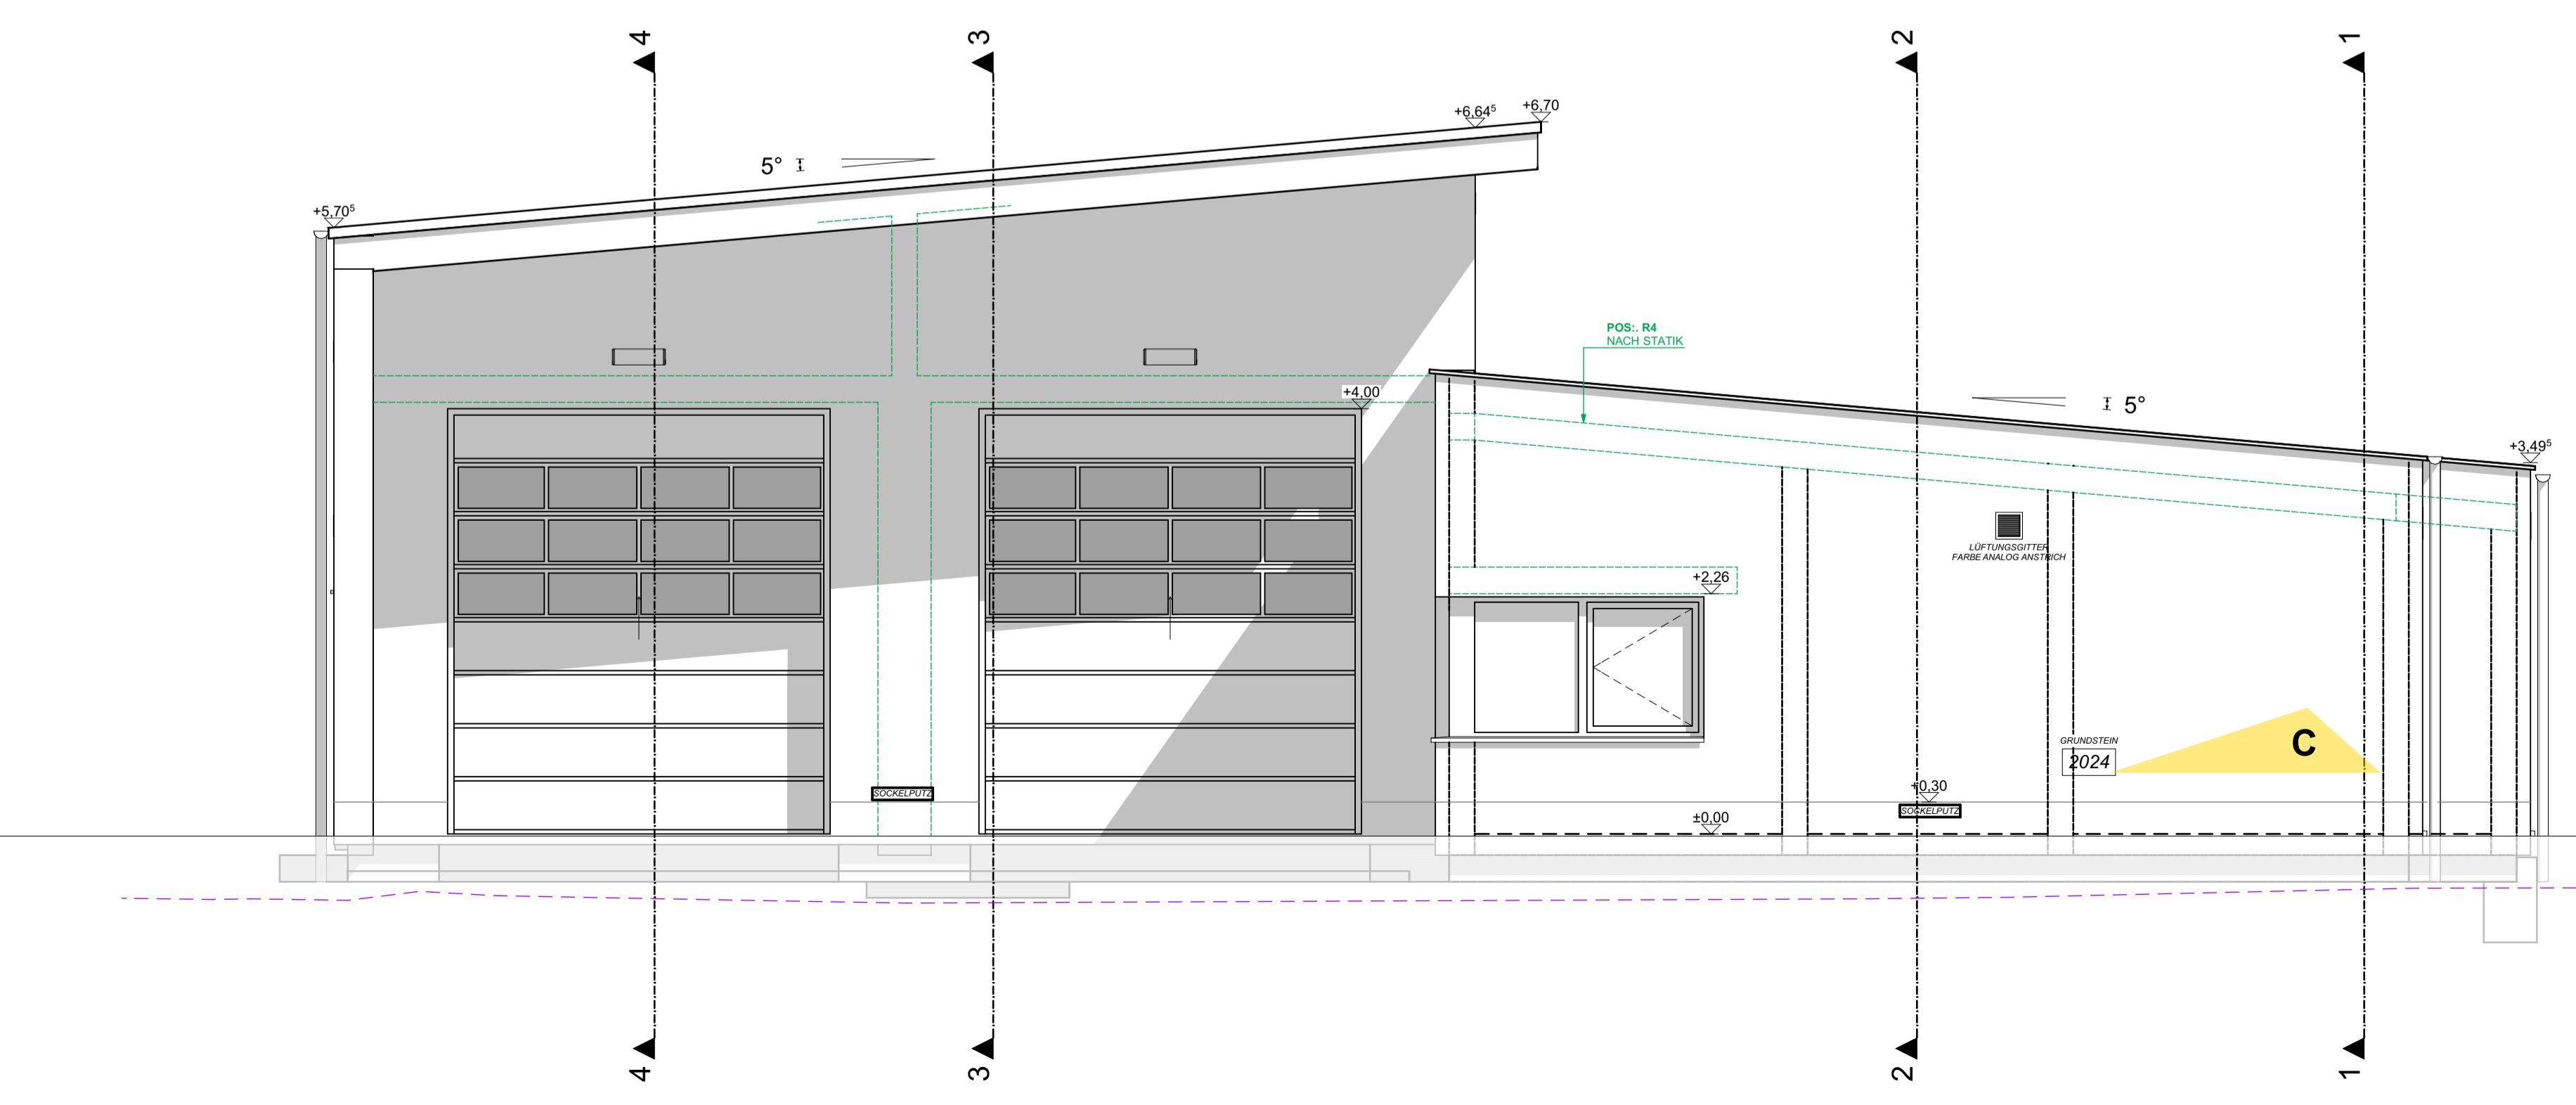 4
3
2
1
+6,64⁵
+6,70
5°
+5,70⁵
POS:. R4
NACH STATIK
+4,00
5°
+3,49⁵
LÜFTUNGSGITTER
FARBE ANALOG ANSTRICH
+2,26
GRUNDSTEIN
2024
C
SOCKELPUTZ
+0,30
SOCKELPUTZ
±0,00
4
3
2
1